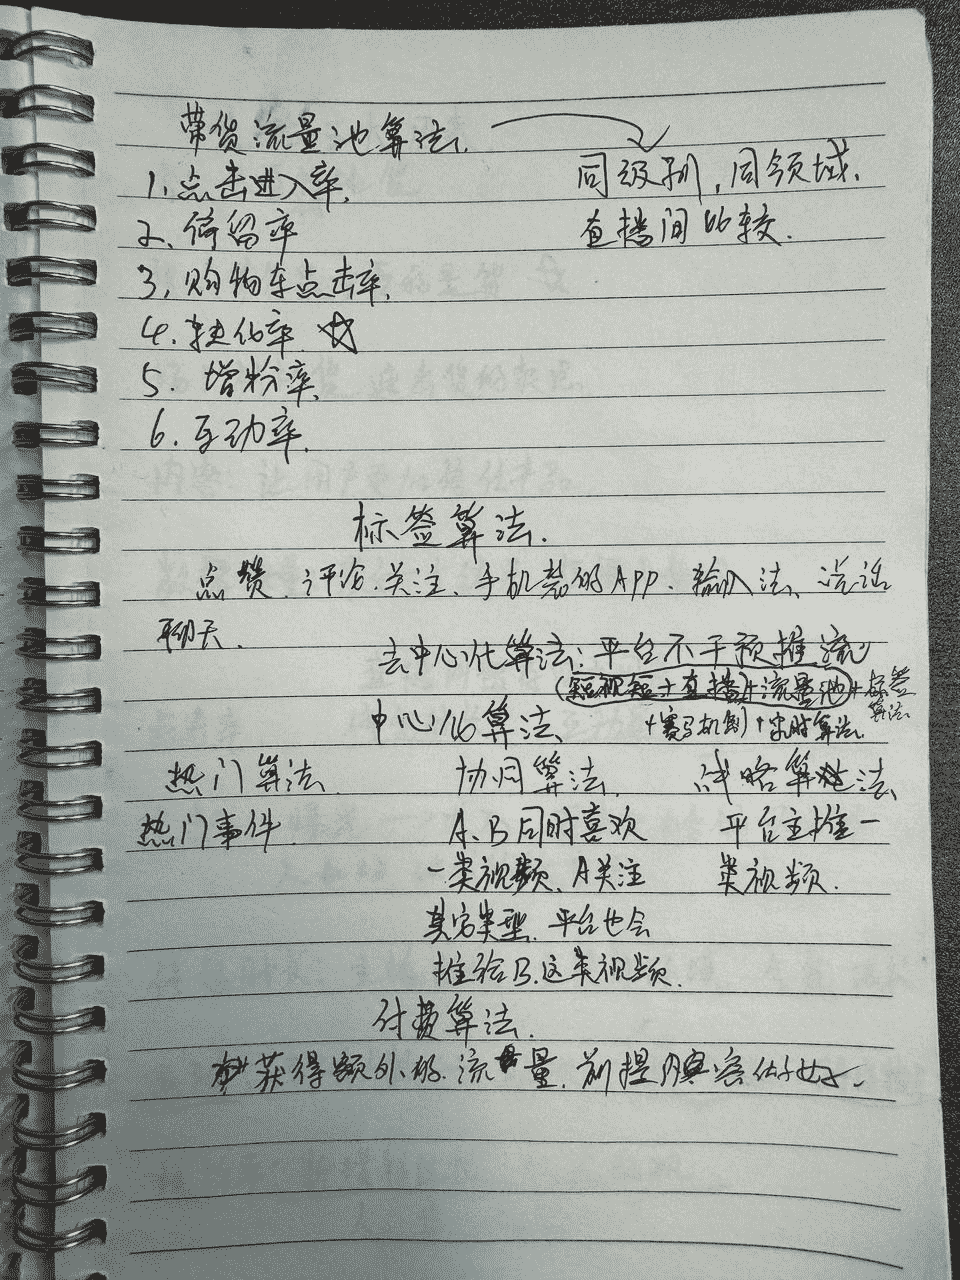 带货流量池算法.
同级别,同领域.
直播间比较.
1.点击进入率.
2、停留率
3,购物车点击率.
4.转化率 ☆
5. 增粉率.
6.互动率.
标签算法.
点赞、评论.关注、手机装的APP.输入法、说话
聊天.
去中心化算法:平台不干预推流
(短视短+直播)+流量池+标签
算法
中心化算法、
+赛马机制+实时算法.
热门算法. 协同算法. 战略算法法、
热门事件. A、B同时喜欢 平台主推一
一类视频、A关注 类视频.
其它类型、平台也会
推给B.这类视频.
付费算法.
获得额外的.流量.前提内容做好.